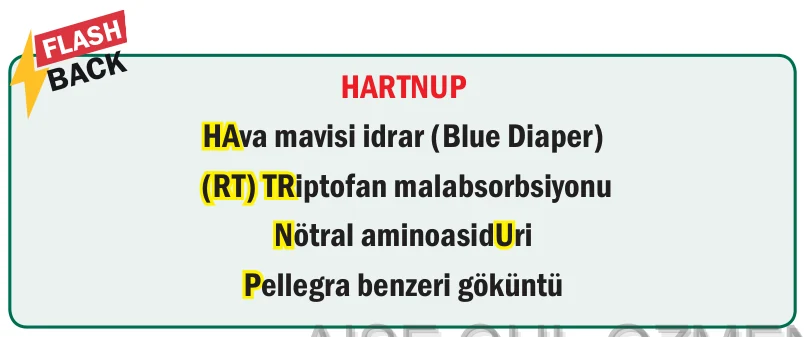 FLASH
BACK
HARTNUP
HAva mavisi idrar (Blue Diaper)
(RT) TRiptofan malabsorbsiyonu
Nötral aminoasidUri
Pellegra benzeri göküntü